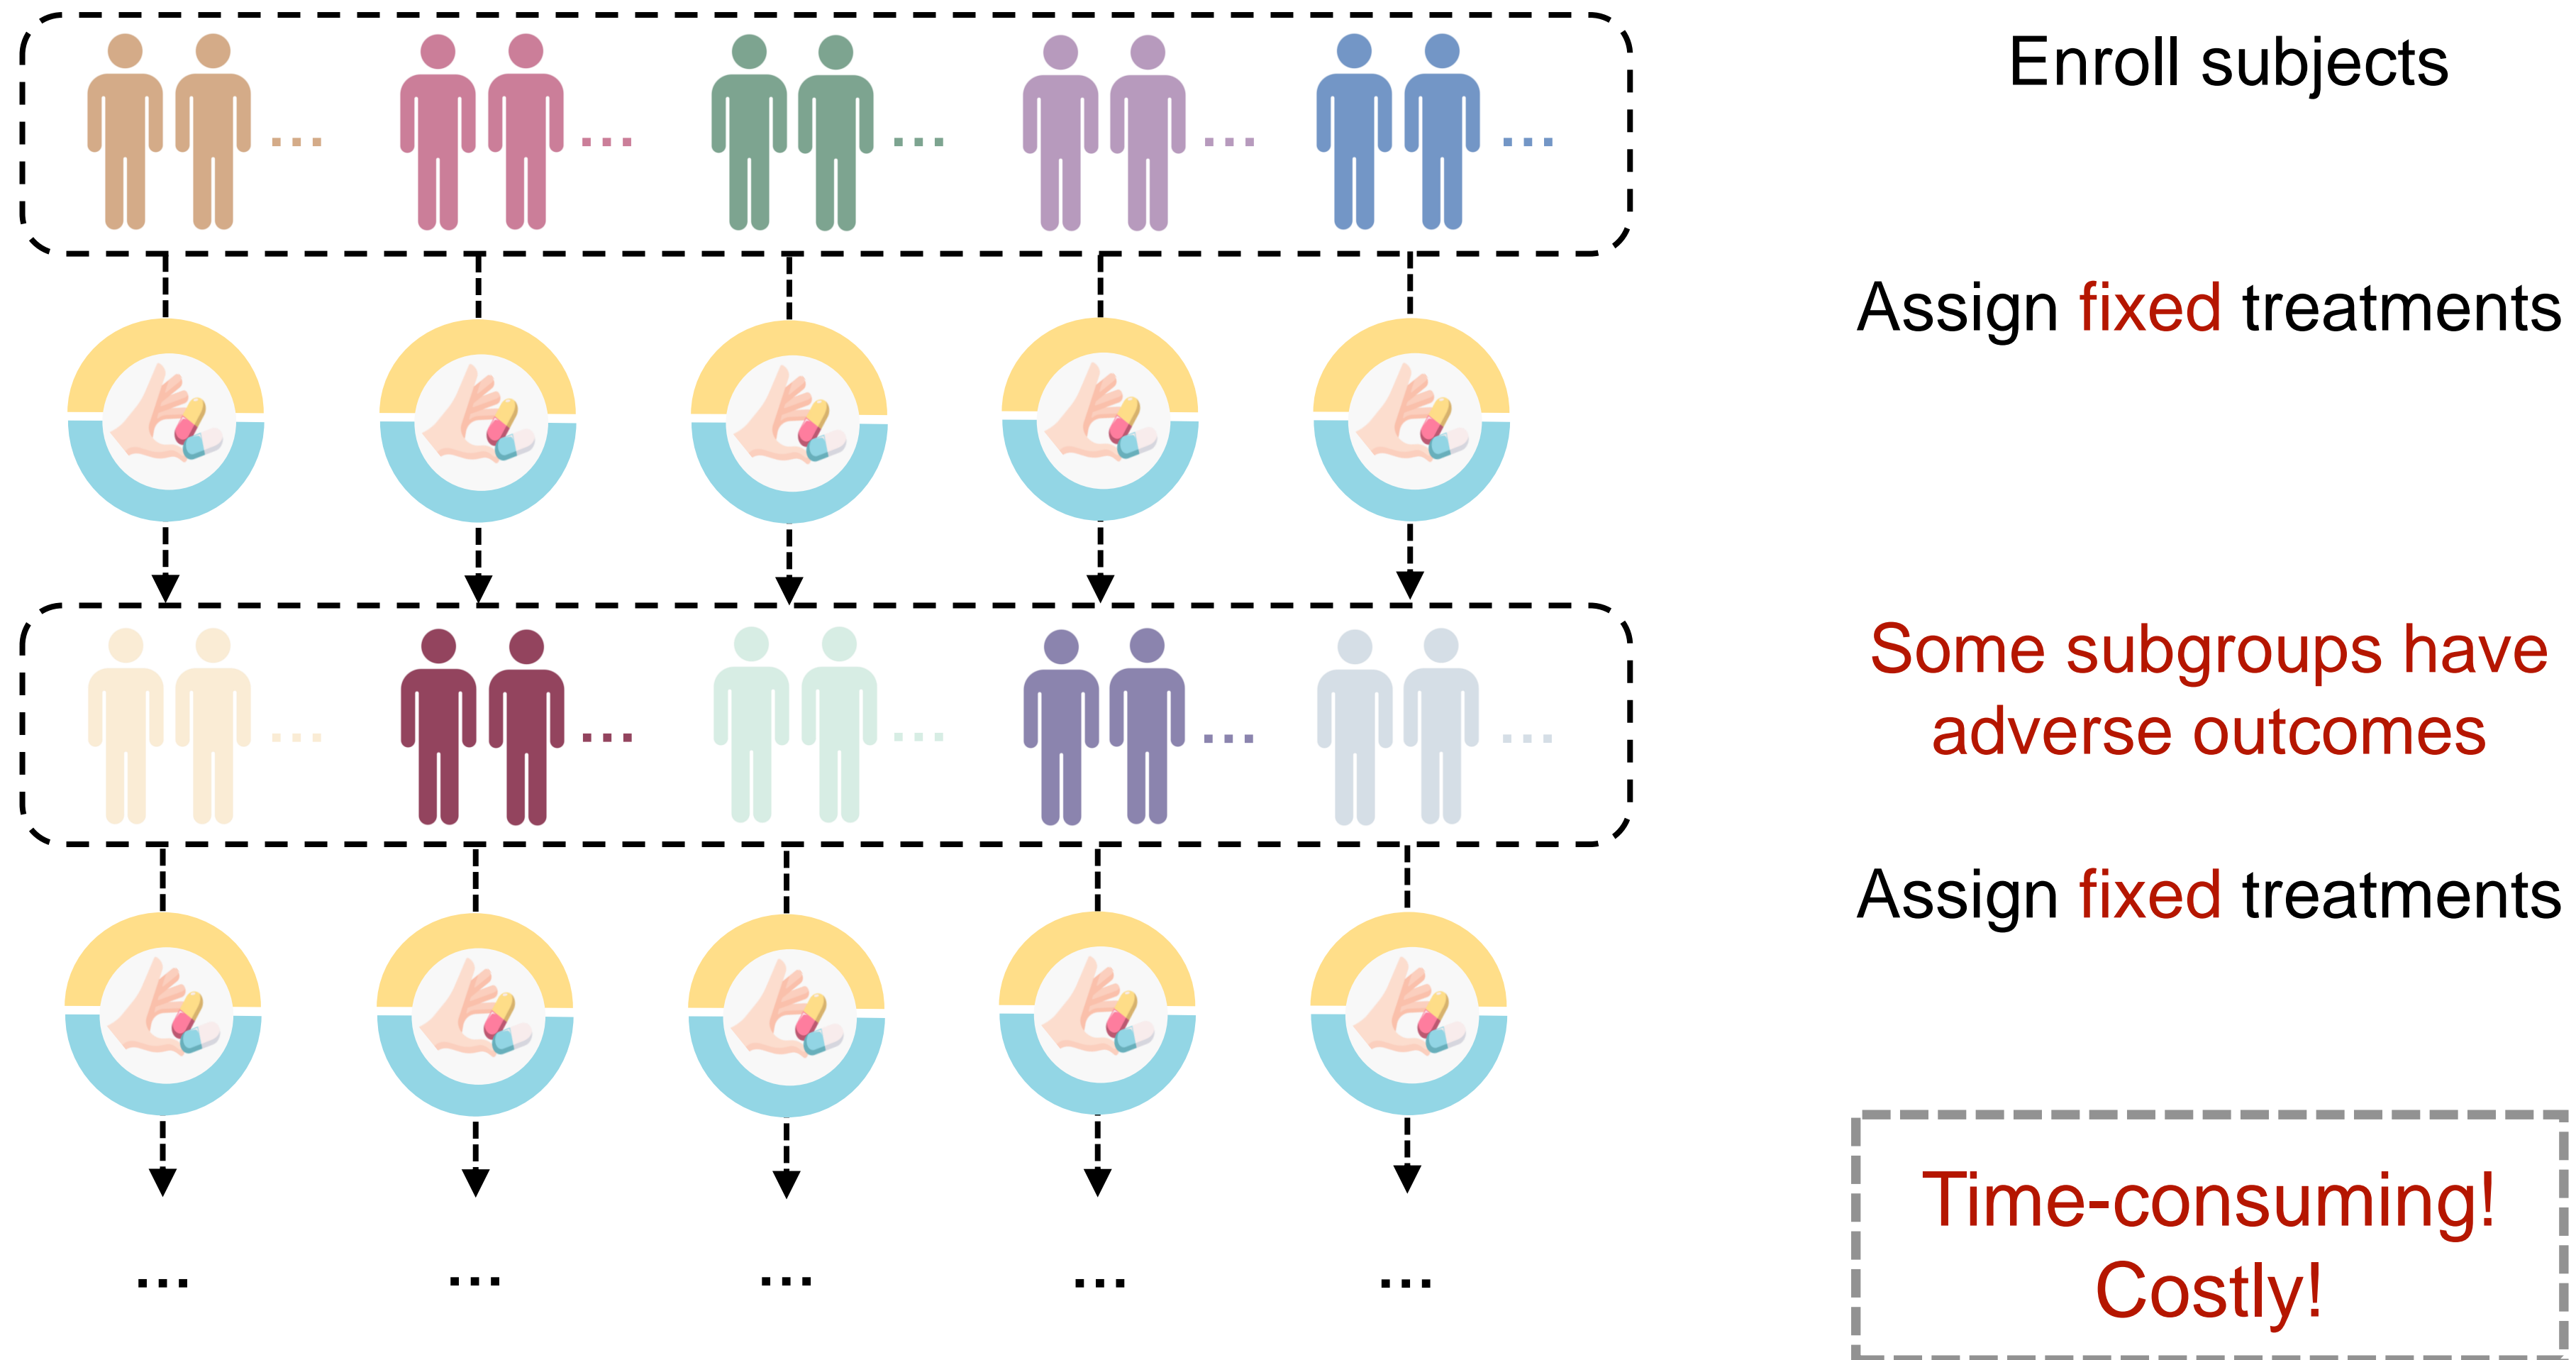 Enroll subjects
Assign fixed treatments
Some subgroups have
adverse outcomes
Assign fixed treatments
Time-consuming!
Costly!